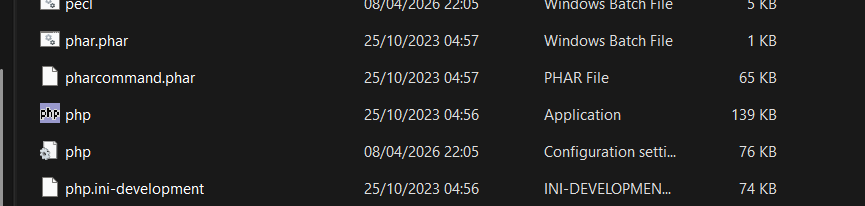 pecl 08/04/2026 22:05 Windows Batch File 5 KB
phar.phar 25/10/2023 04:57 Windows Batch File 1 KB
pharcommand.phar 25/10/2023 04:57 PHAR File 65 KB
php php 25/10/2023 04:56 Application 139 KB
php 08/04/2026 22:05 Configuration setti... 76 KB
php.ini-development 25/10/2023 04:56 INI-DEVELOPMEN... 74 KB